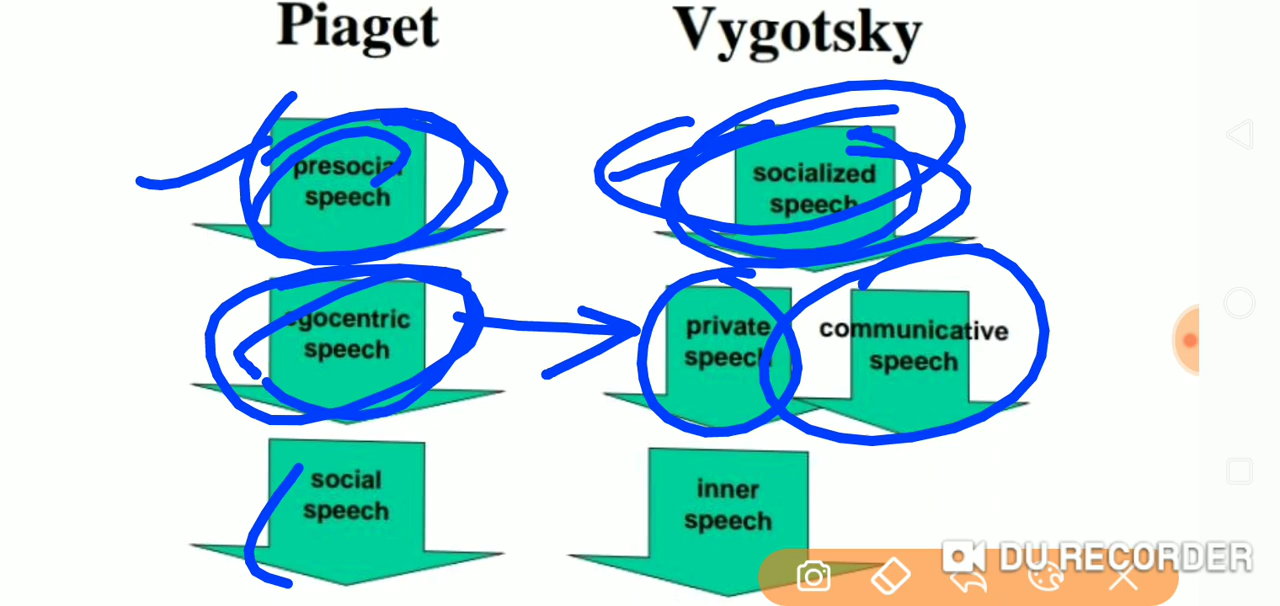 Piaget
Vygotsky
presocial
speech
socialized
speech
egocentric
speech
private
speech
communicative
speech
social
speech
inner
speech
DU RECORDER